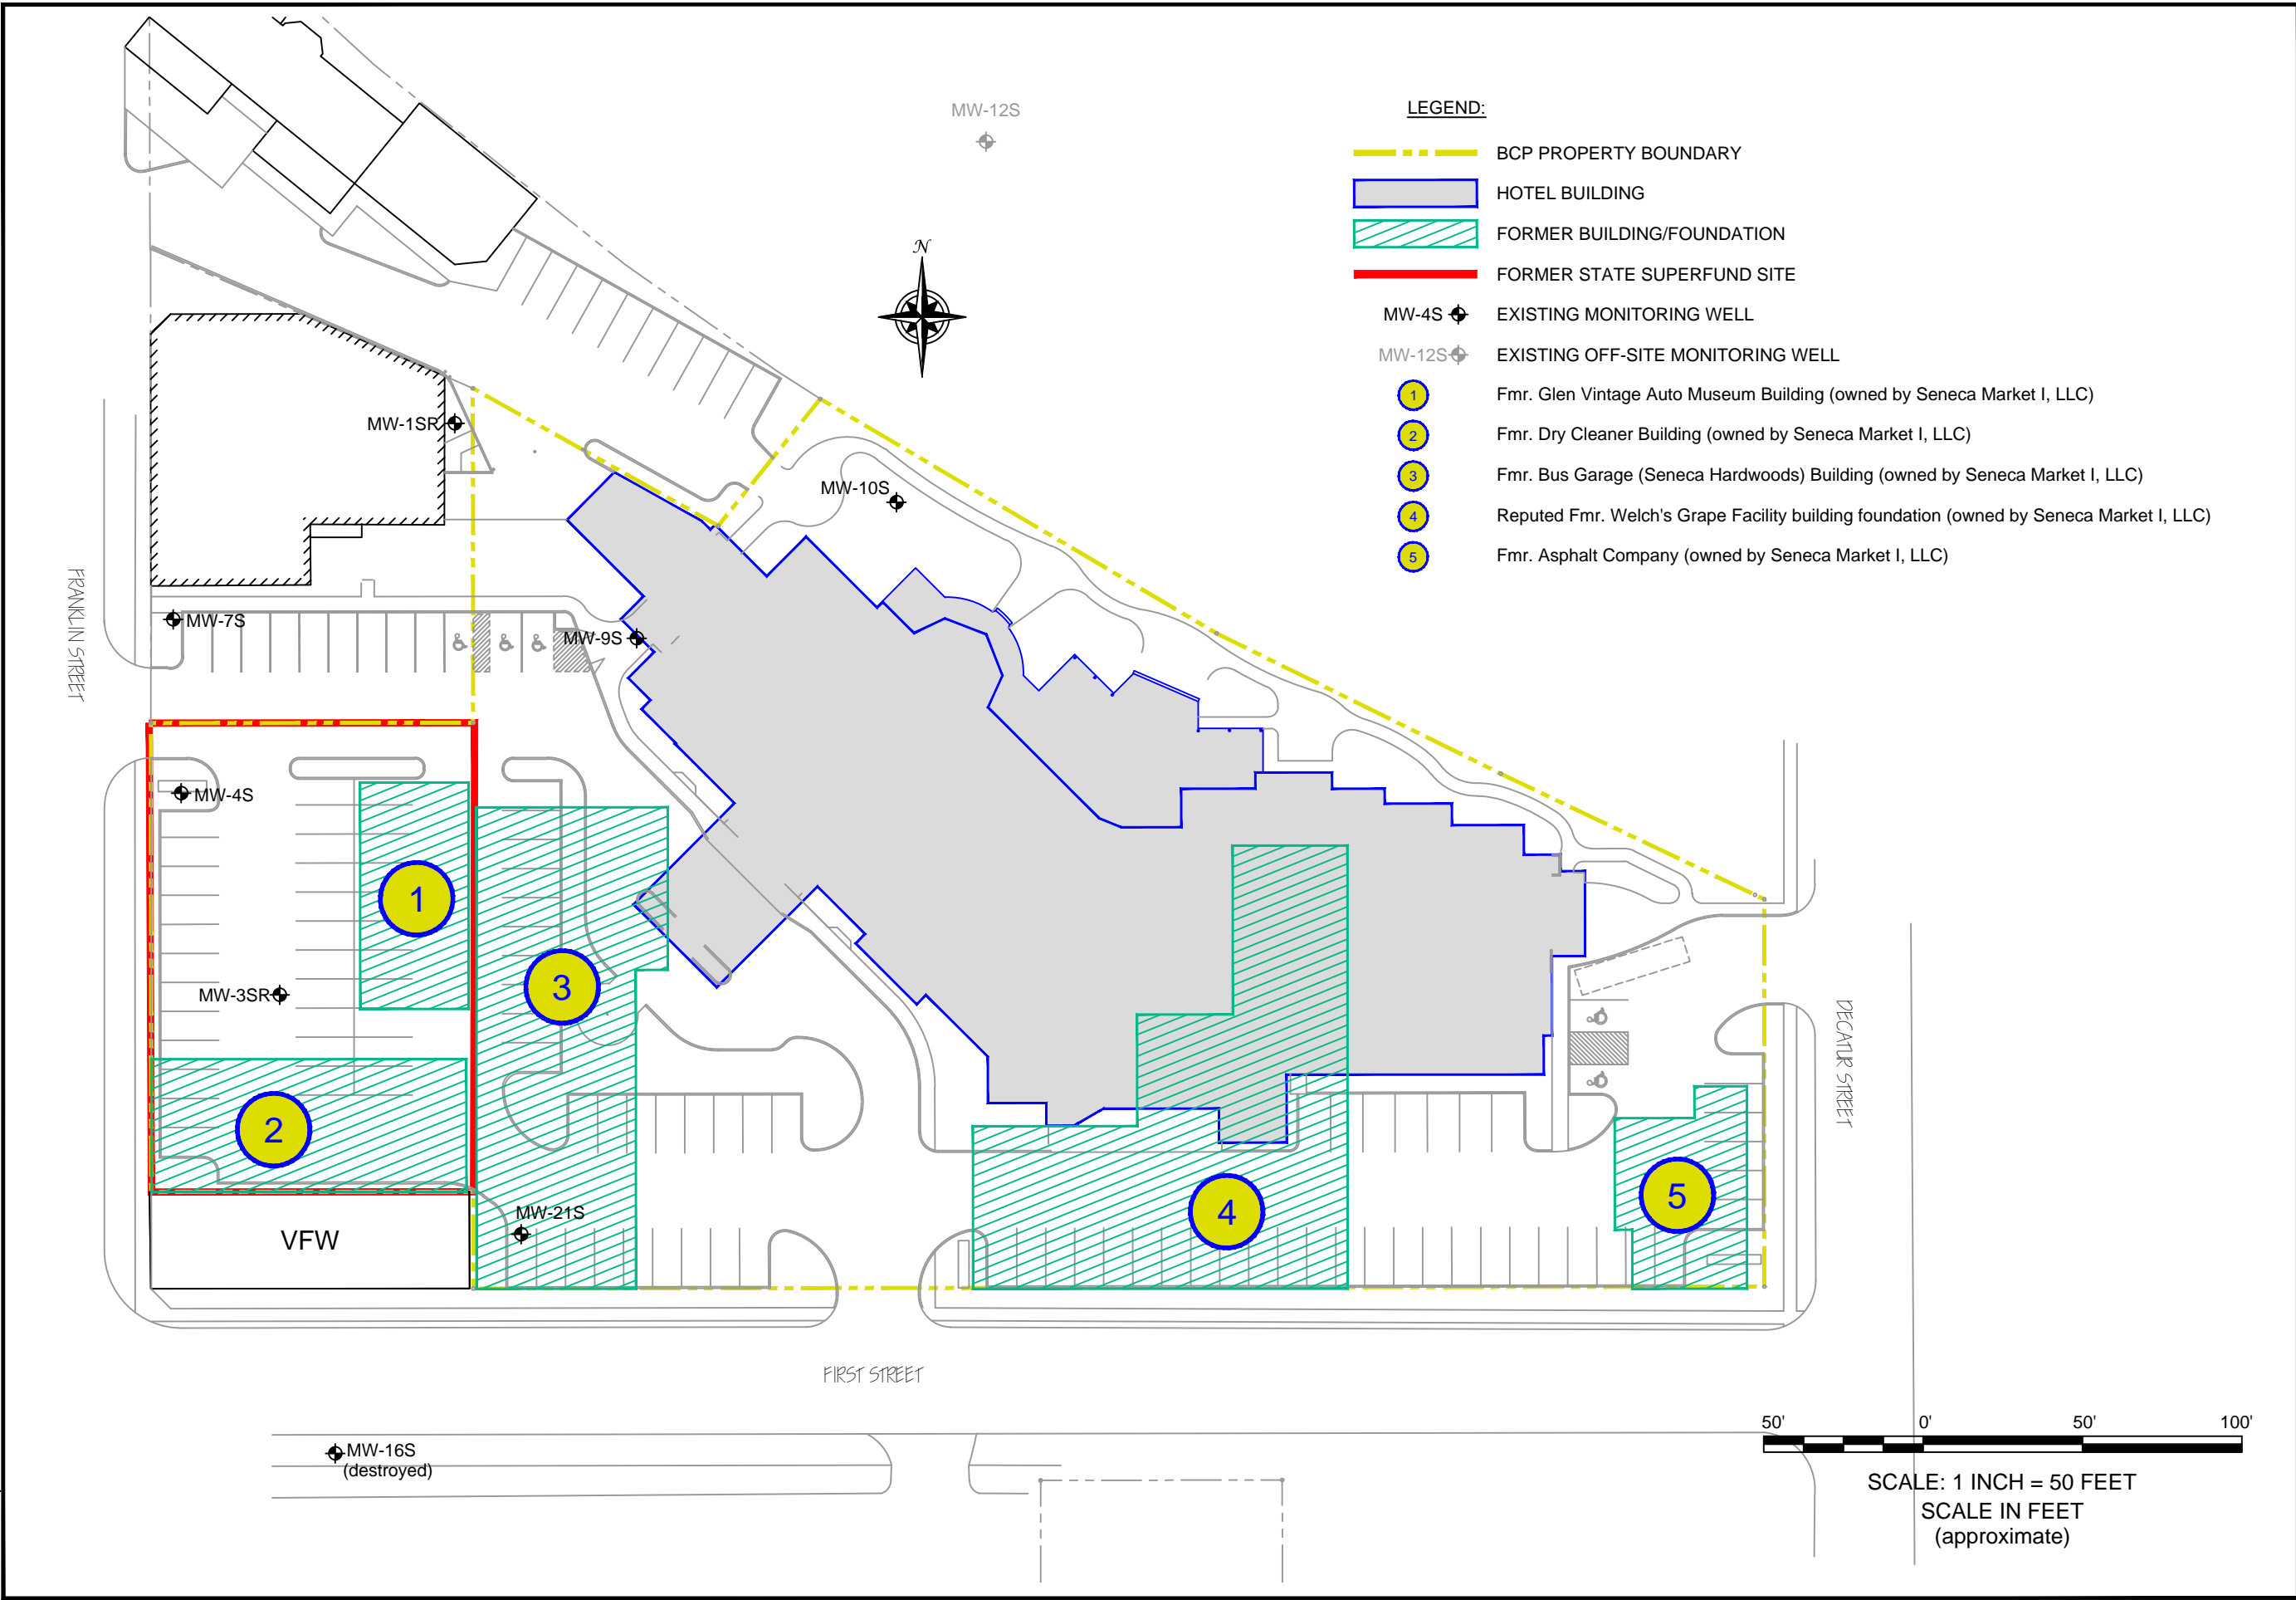 MW-12S
LEGEND:
BCP PROPERTY BOUNDARY
HOTEL BUILDING
FORMER BUILDING/FOUNDATION
FORMER STATE SUPERFUND SITE
MW-4S EXISTING MONITORING WELL
MW-12S EXISTING OFF-SITE MONITORING WELL
1 Fmr. Glen Vintage Auto Museum Building (owned by Seneca Market I, LLC)
2 Fmr. Dry Cleaner Building (owned by Seneca Market I, LLC)
3 Fmr. Bus Garage (Seneca Hardwoods) Building (owned by Seneca Market I, LLC)
4 Reputed Fmr. Welch's Grape Facility building foundation (owned by Seneca Market I, LLC)
5 Fmr. Asphalt Company (owned by Seneca Market I, LLC)
N
MW-1SR
MW-10S
FRANKLIN STREET
MW-7S
MW-9S
MW-4S
1
3
MW-3SR
2
DECATUR STREET
MW-21S
VFW
4
5
FIRST STREET
MW-16S
(destroyed)
50' 0' 50' 100'
SCALE: 1 INCH = 50 FEET
SCALE IN FEET
(approximate)